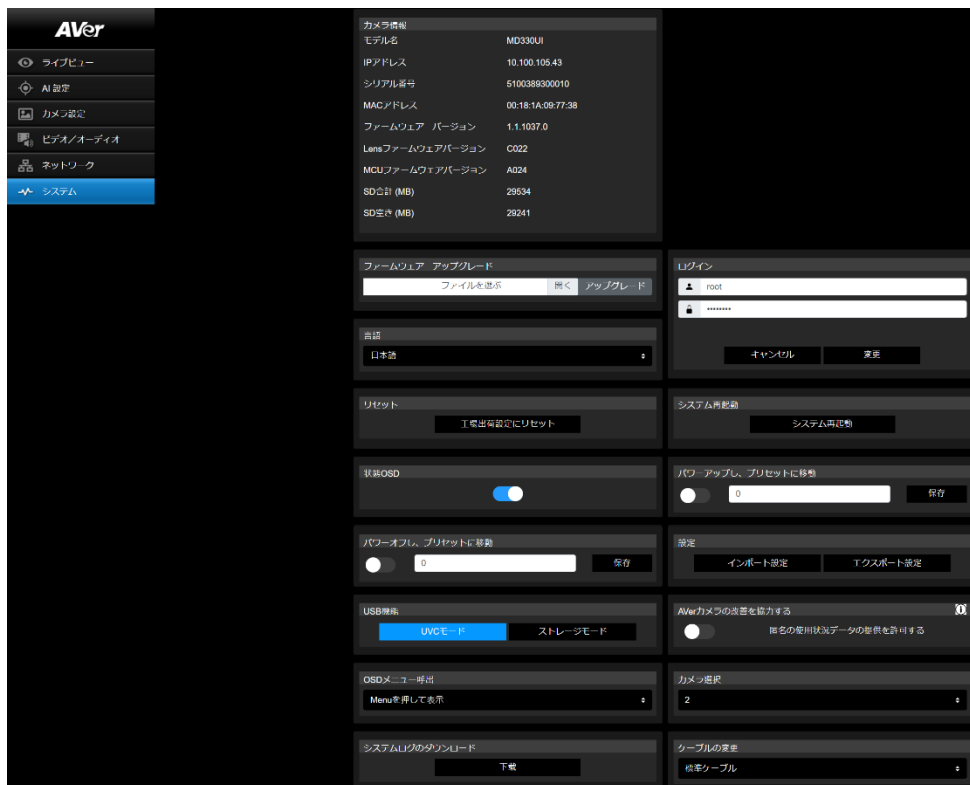 AVer
ライブビュー
AI 設定
カメラ設定
ビデオ/オーディオ
ネットワーク
システム
カメラ情報
モデル名 MD330UI
IPアドレス 10.100.105.43
シリアル番号 5100389300010
MACアドレス 00:18:1A:09:77:38
ファームウェア バージョン 1.1.1037.0
Lensファームウェアバージョン C022
MCUファームウェアバージョン A024
SD合計 (MB) 29534
SD空き (MB) 29241
ファームウェア アップグレード
ファイルを選ぶ 開く アップグレード
ログイン
root
••••••••
キャンセル 変更
言語
日本語
リセット
工場出荷設定にリセット
システム再起動
システム再起動
状態OSD
パワーアップし、プリセットに移動
0 保存
パワーオフし、プリセットに移動
0 保存
設定
インポート設定 エクスポート設定
USB機能
UVCモード ストレージモード
AVerカメラの改善を協力する
匿名の使用状況データの提供を許可する
OSDメニュー呼出
Menuを押して表示
カメラ選択
2
システムログのダウンロード
下載
ケーブルの変更
標準ケーブル